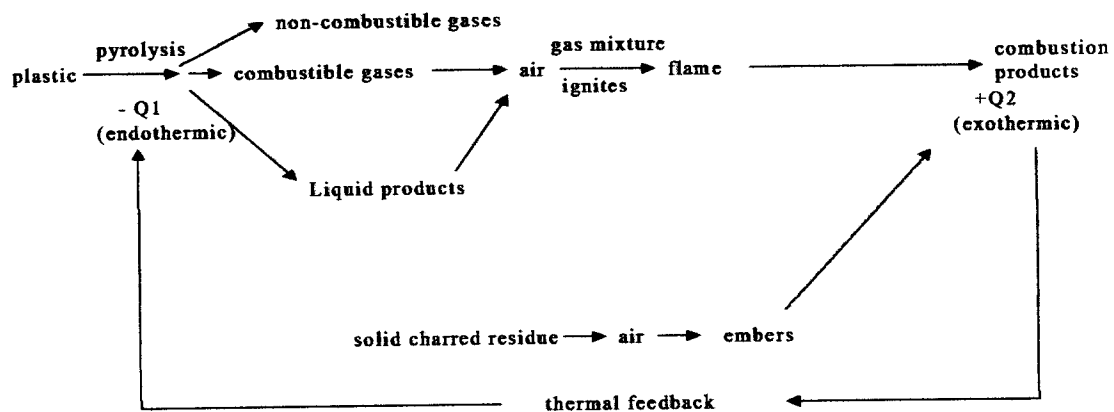 non-combustible gases
pyrolysis
plastic
combustible gases
air
gas mixture
ignites
flame
combustion
products
- Q1
(endothermic)
+Q2
(exothermic)
Liquid products
solid charred residue
air
embers
thermal feedback